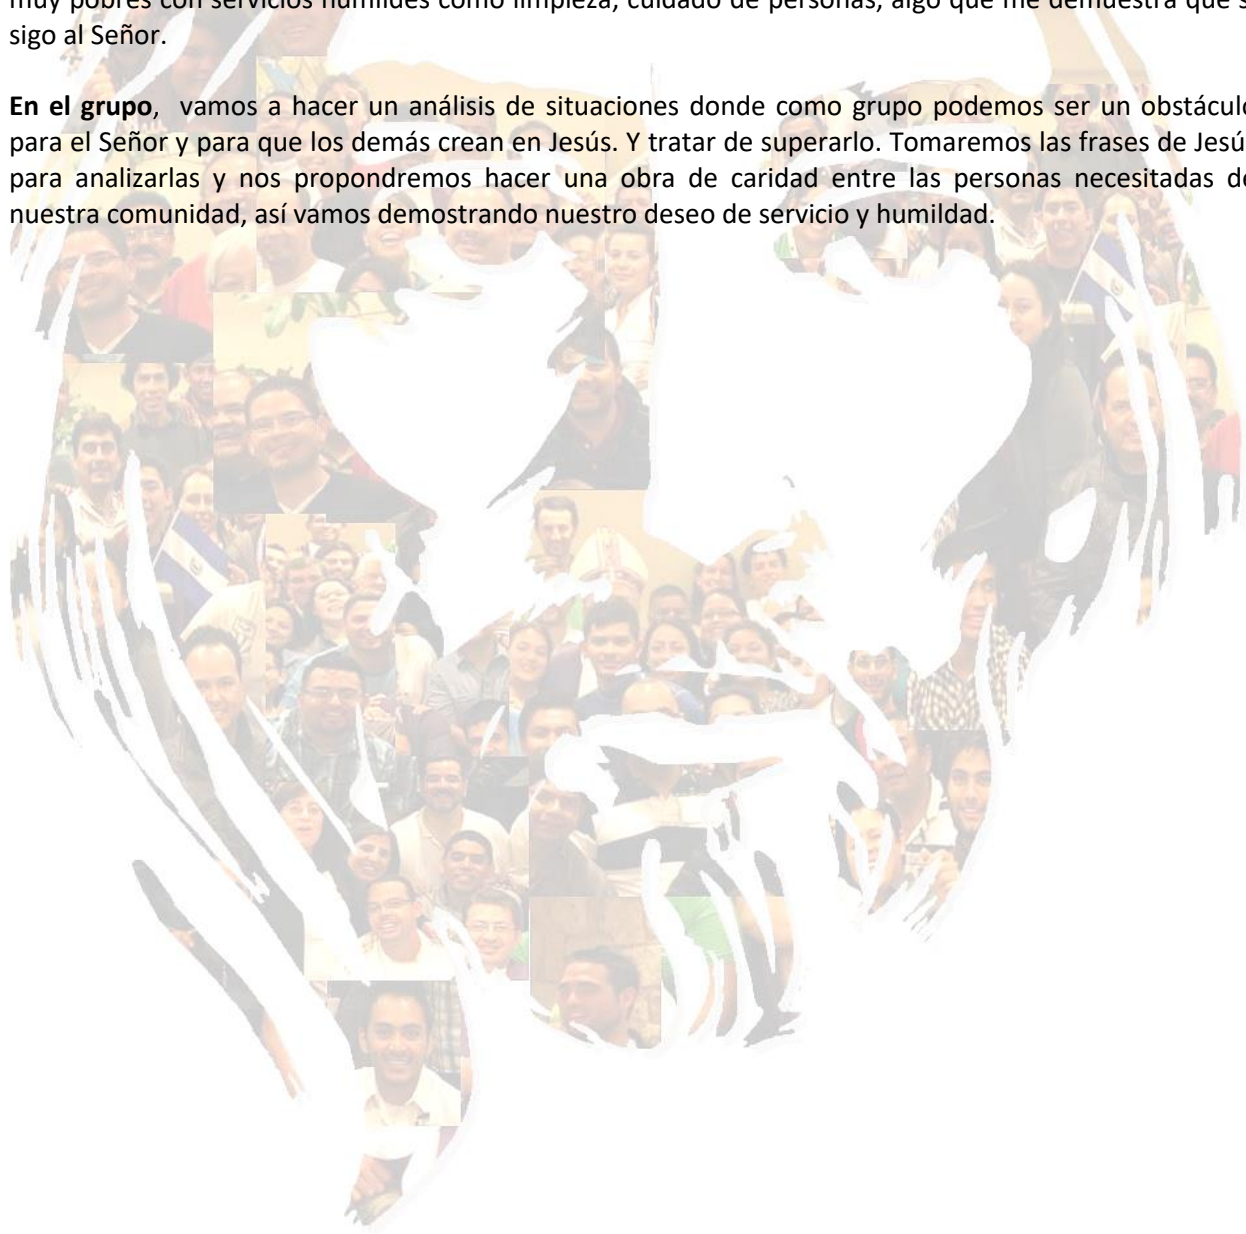 muy pobres con servicios humildes como limpieza, cuidado de personas, algo que me demuestra que
sigo al Señor.
En el grupo, vamos a hacer un análisis de situaciones donde como grupo podemos ser un obstáculo
para el Señor y para que los demás crean en Jesús. Y tratar de superarlo. Tomaremos las frases de
para analizarlas y nos propondremos hacer una obra de caridad entre las personas necesitadas
nuestra comunidad, así vamos demostrando nuestro deseo de servicio y humildad.